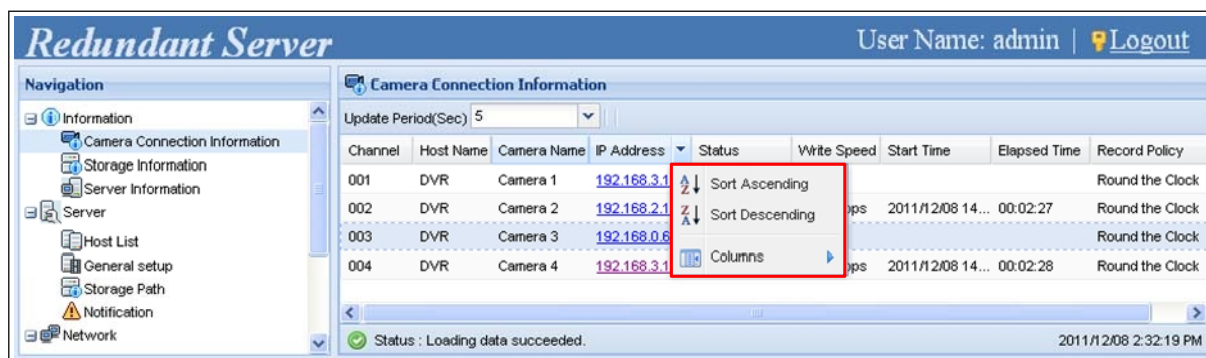 Redundant Server
User Name: admin | Logout
Navigation
Information
Camera Connection Information
Storage Information
Server Information
Server
Host List
General setup
Storage Path
Notification
Network
Camera Connection Information
Update Period(Sec) 5
Channel Host Name Camera Name IP Address Status Write Speed Start Time Elapsed Time Record Policy
001 DVR Camera 1 192.168.3.1 Round the Clock
002 DVR Camera 2 192.168.2.1 ops 2011/12/08 14... 00:02:27 Round the Clock
003 DVR Camera 3 192.168.0.6 Round the Clock
004 DVR Camera 4 192.168.3.1 ops 2011/12/08 14... 00:02:28 Round the Clock
Sort Ascending
Sort Descending
Columns
Status : Loading data succeeded. 2011/12/08 2:32:19 PM